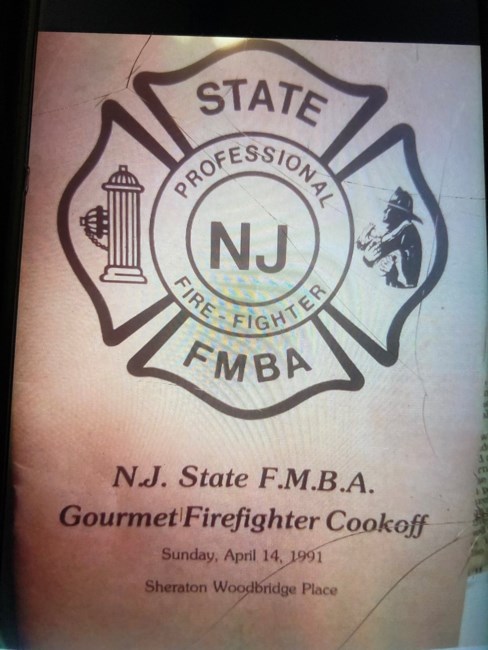 STATE
PROFESSIONAL
NJ
FIRE-FIGHTER
FMBA
N.J. State F.M.B.A.
Gourmet Firefighter Cookoff
Sunday, April 14, 1991
Sheraton Woodbridge Place